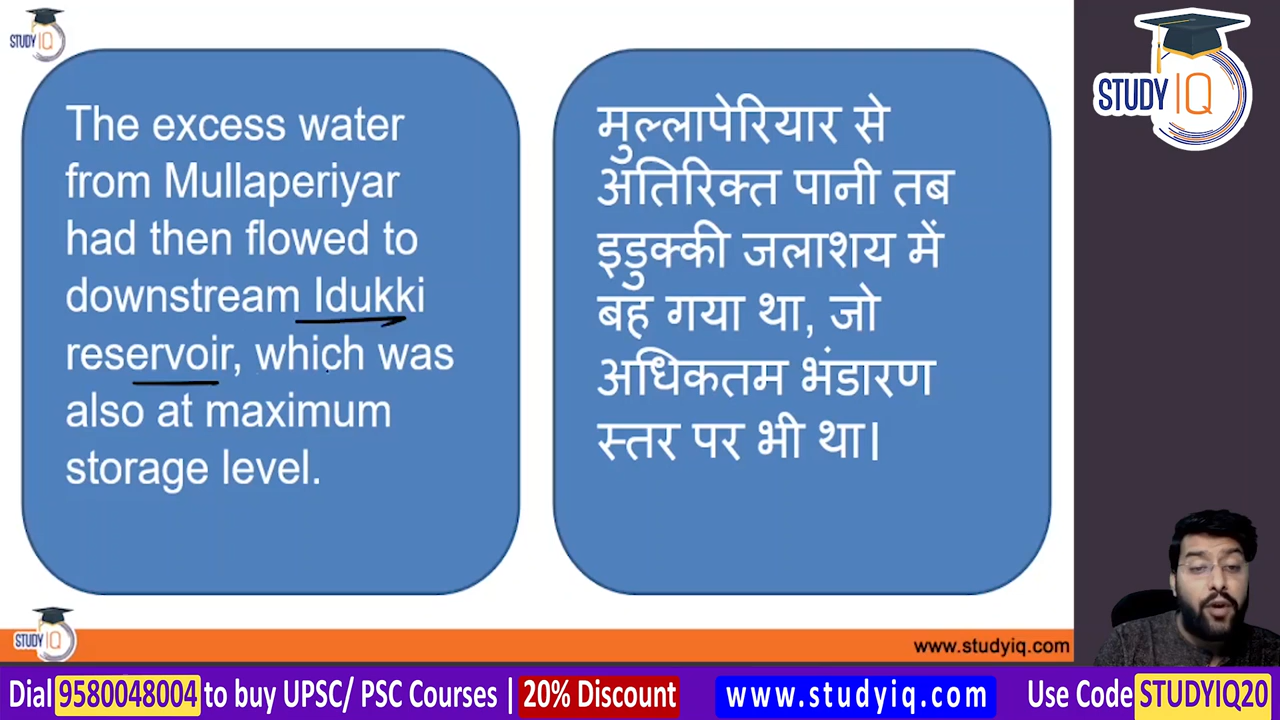 STUDY IQ
The excess water
from Mullaperiyar
had then flowed to
downstream Idukki
reservoir, which was
also at maximum
storage level.
मुल्लापेरियार से
अतिरिक्त पानी तब
इडुक्की जलाशय में
बह गया था, जो
अधिकतम भंडारण
स्तर पर भी था।
STUDY IQ
STUDY IQ
www.studyiq.com
Dial 9580048004 to buy UPSC/ PSC Courses | 20% Discount www.studyiq.com Use Code STUDYIQ20